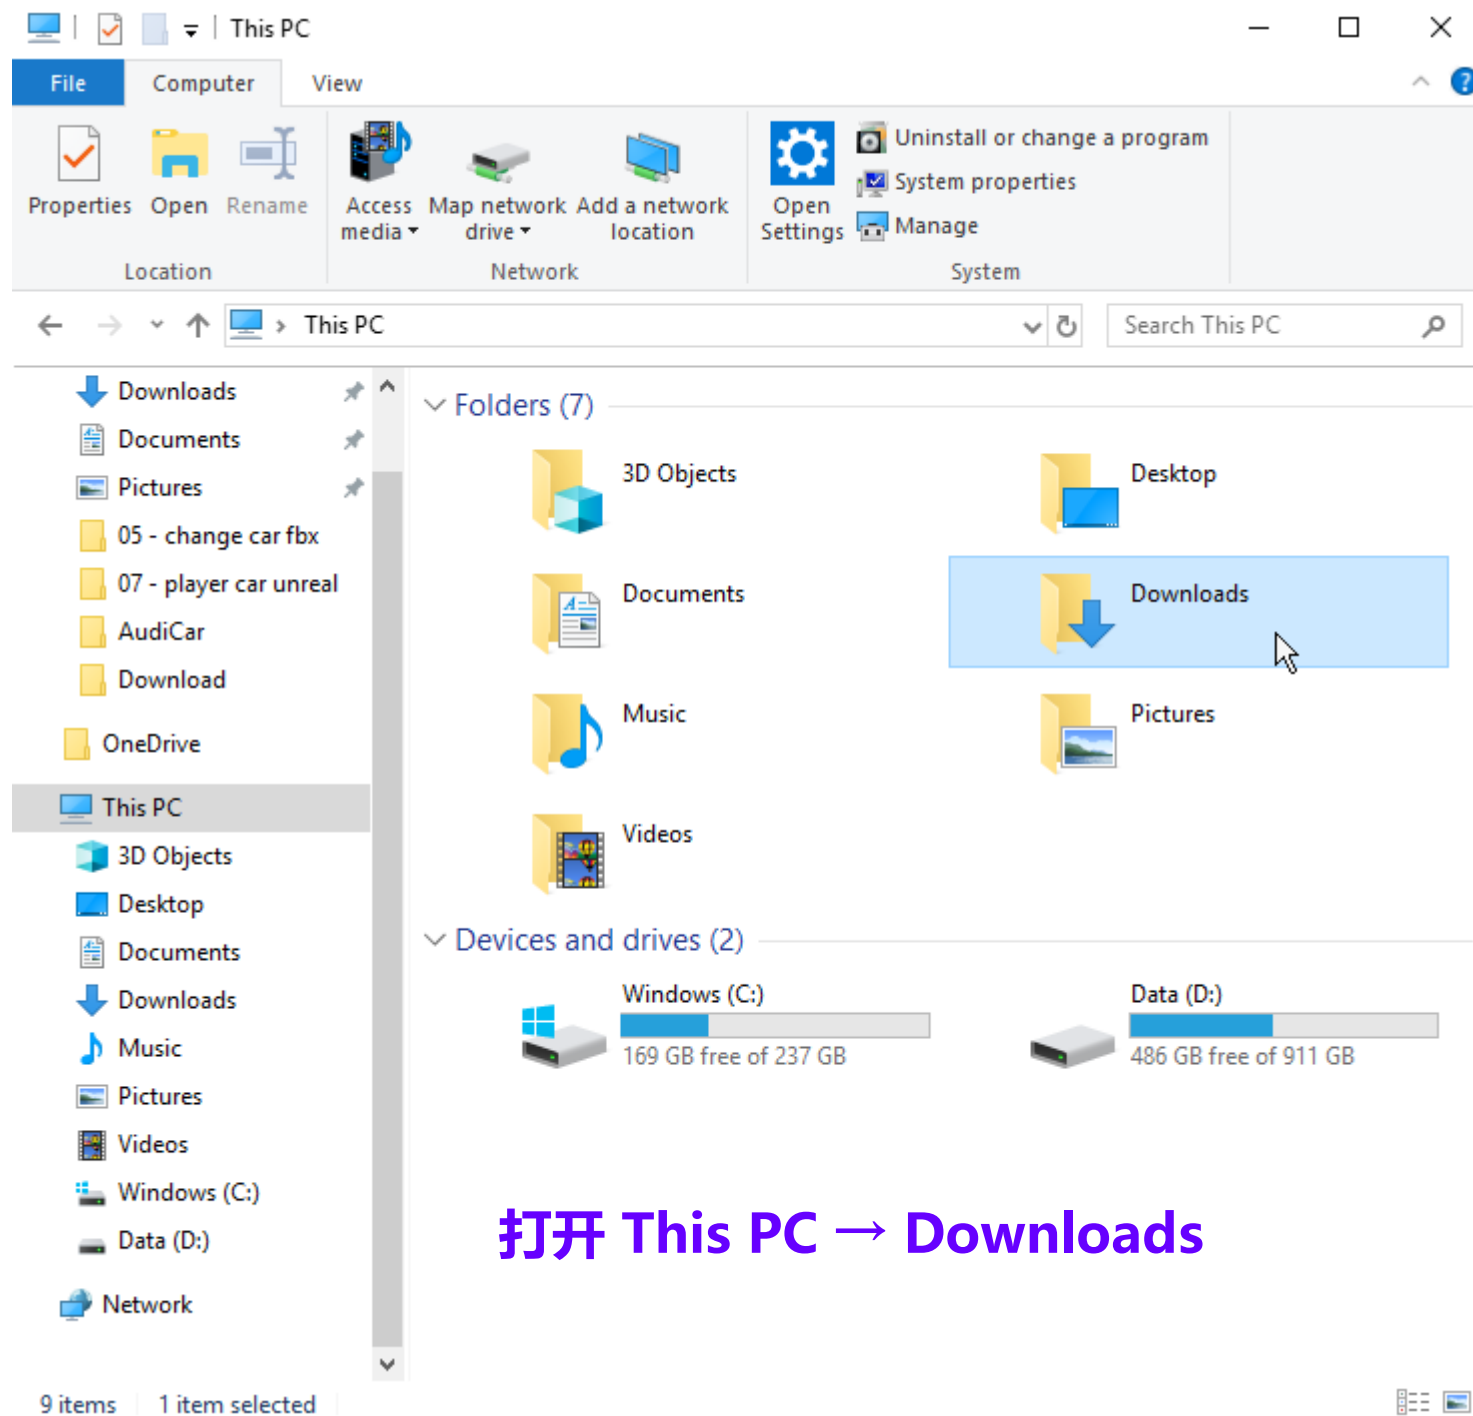 This PC
File Computer View
Properties Open Rename
Access media
Map network drive
Add a network location
Open Settings
Uninstall or change a program
System properties
Manage
Location Network System
This PC
Search This PC
Downloads
Documents
Pictures
05 - change car fbx
07 - player car unreal
AudiCar
Download
OneDrive
This PC
3D Objects
Desktop
Documents
Downloads
Music
Pictures
Videos
Windows (C:)
Data (D:)
Network
Folders (7)
3D Objects
Desktop
Documents
Downloads
Music
Pictures
Videos
Devices and drives (2)
Windows (C:)
169 GB free of 237 GB
Data (D:)
486 GB free of 911 GB
打开 This PC → Downloads
9 items 1 item selected